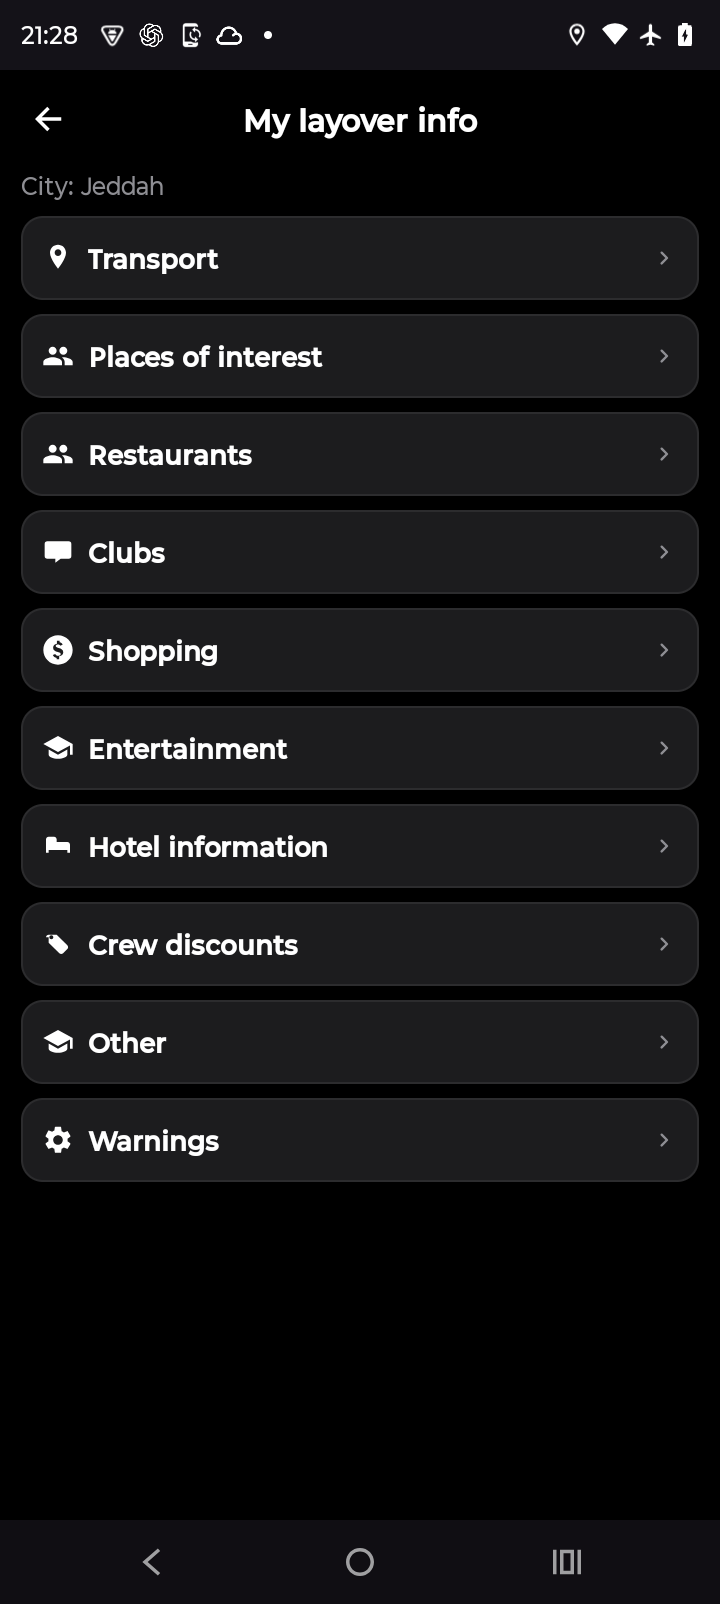 21:28
My layover info
City: Jeddah
Transport
Places of interest
Restaurants
Clubs
Shopping
Entertainment
Hotel information
Crew discounts
Other
Warnings